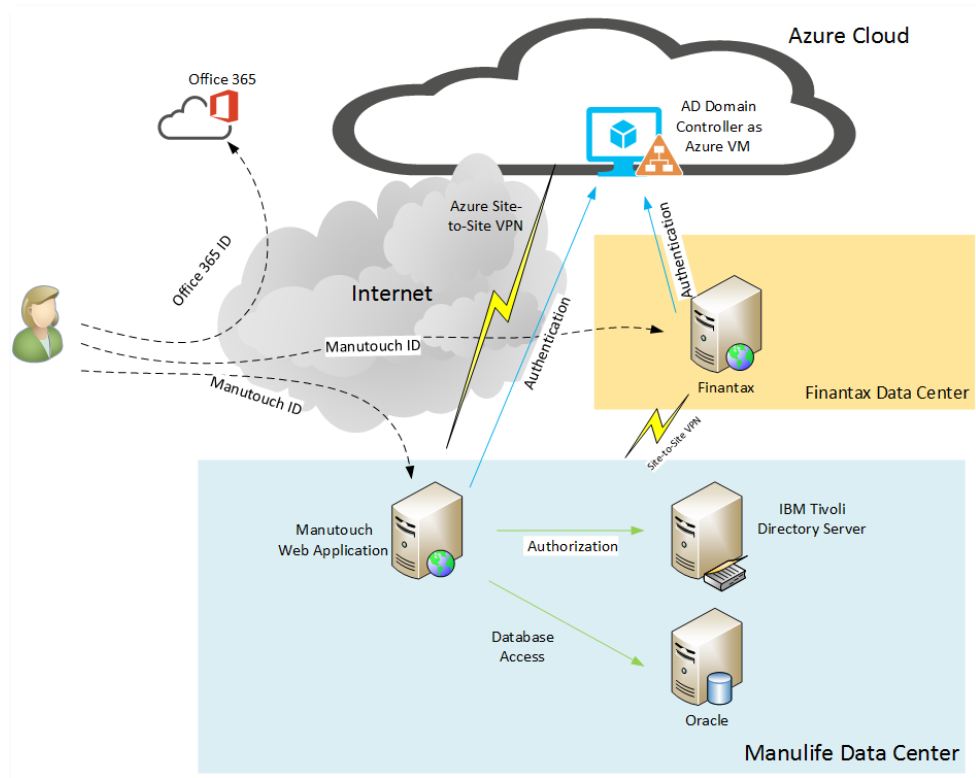 Azure Cloud
Office 365
AD Domain
Controller as
Azure VM
Azure Site-
to-Site VPN
Authentication
Office 365 ID
Internet
Manutouch ID
Authentication
Finantax
Finantax Data Center
Manutouch ID
Site-to-Site VPN
Manutouch
Web Application
Authorization
IBM Tivoli
Directory Server
Database
Access
Oracle
Manulife Data Center